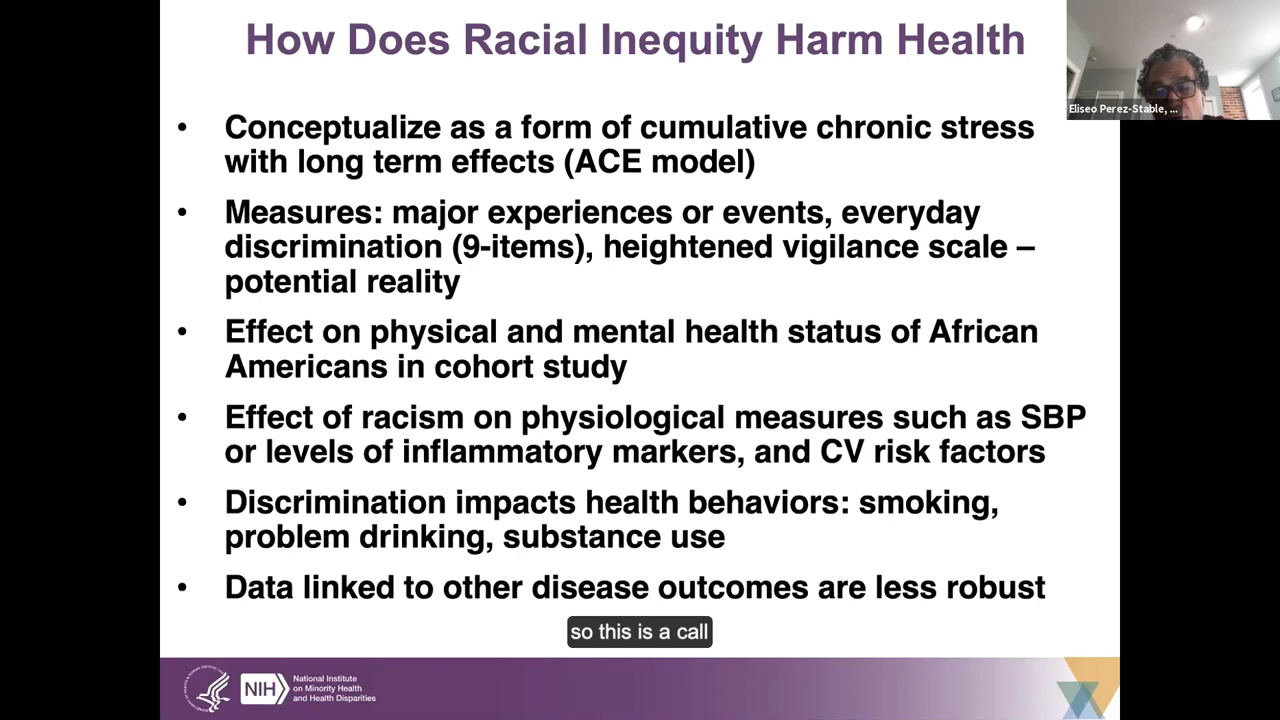 How Does Racial Inequity Harm Health
Eliseo Perez-Stable, ...
• Conceptualize as a form of cumulative chronic stress
with long term effects (ACE model)
• Measures: major experiences or events, everyday
discrimination (9-items), heightened vigilance scale –
potential reality
• Effect on physical and mental health status of African
Americans in cohort study
• Effect of racism on physiological measures such as SBP
or levels of inflammatory markers, and CV risk factors
• Discrimination impacts health behaviors: smoking,
problem drinking, substance use
• Data linked to other disease outcomes are less robust
so this is a call
NIH
National Institute
on Minority Health
and Health Disparities